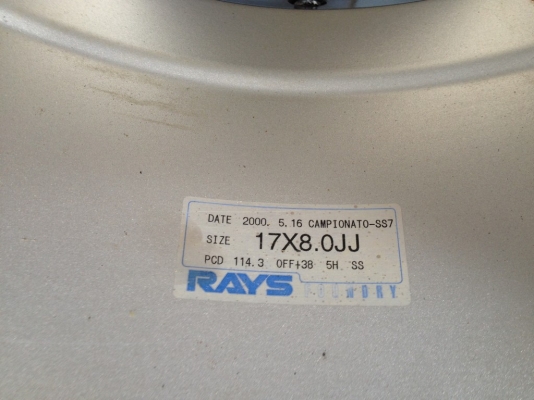 DATE 2000. 5.16 CAMPIONATO-SS7
SIZE 17X8.0JJ
PCD 114.3 OFF+38 5H SS
RAYS